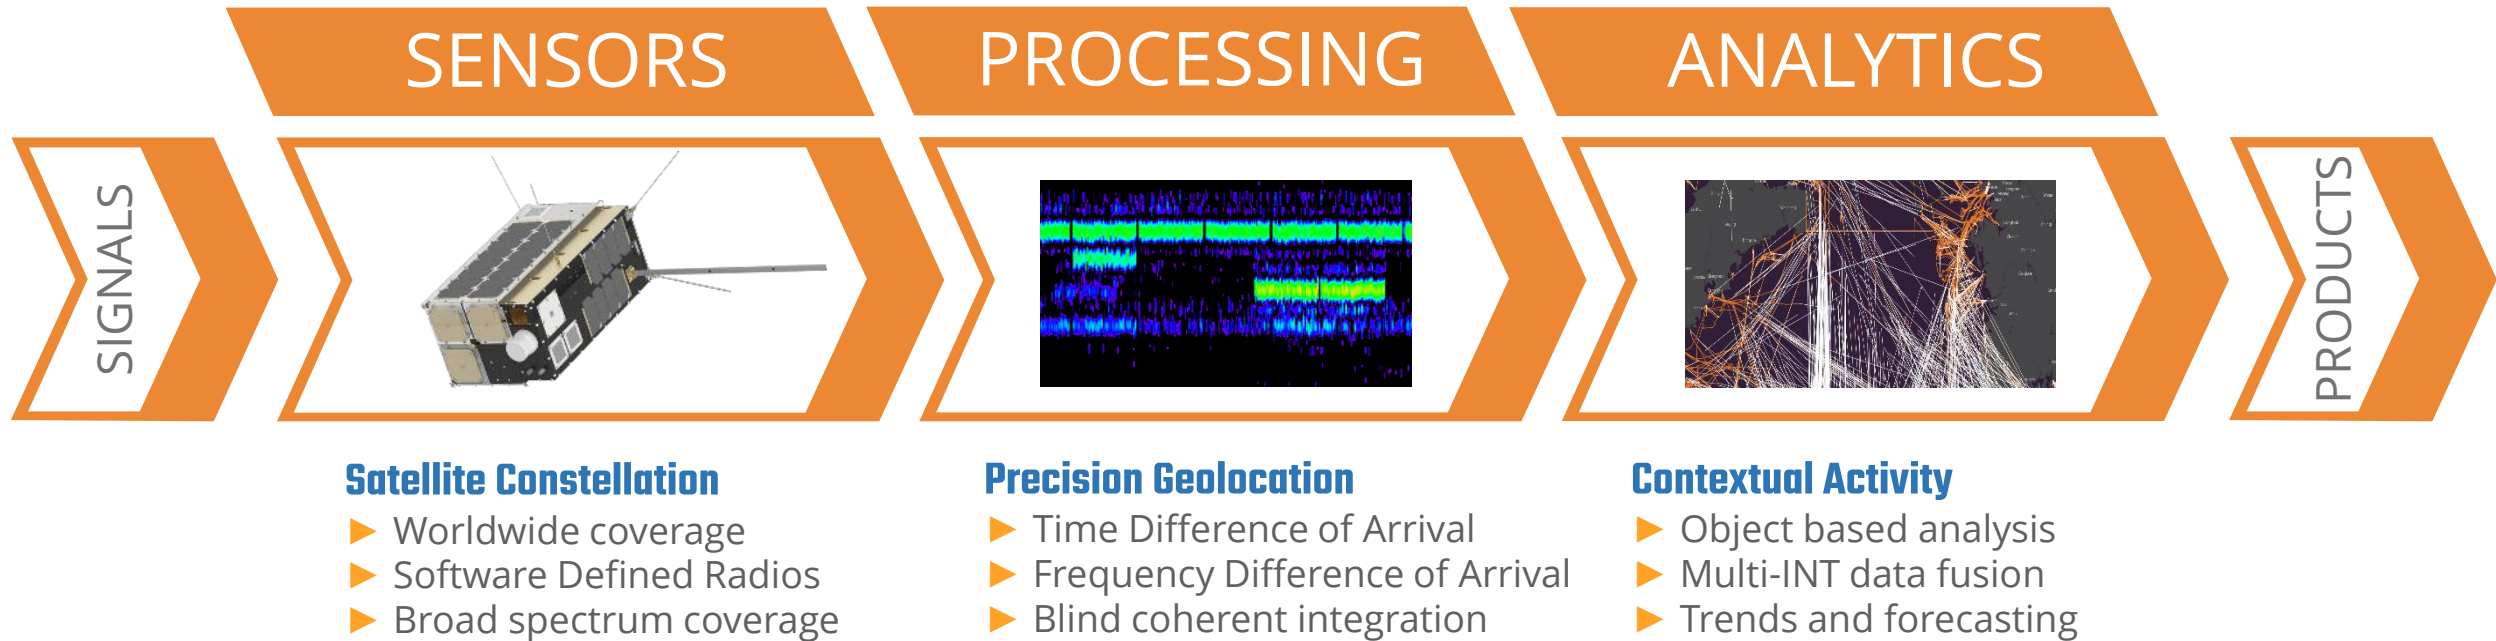 SENSORS
PROCESSING
ANALYTICS
SIGNALS
PRODUCTS
Satellite Constellation
► Worldwide coverage
► Software Defined Radios
► Broad spectrum coverage
Precision Geolocation
► Time Difference of Arrival
► Frequency Difference of Arrival
► Blind coherent integration
Contextual Activity
► Object based analysis
► Multi-INT data fusion
► Trends and forecasting